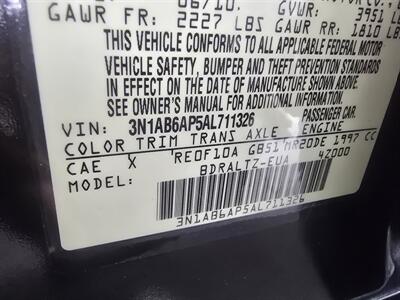 06/10. GVWR: 3951
GAWR FR: 2227 LBS GAWR RR: 1810 LBS
THIS VEHICLE CONFORMS TO ALL APPLICABLE FEDERAL MOTOR
VEHICLE SAFETY, BUMPER, AND THEFT PREVENTION STANDARDS
IN EFFECT ON THE DATE OF MANUFACTURE SHOWN ABOVE.
SEE OWNER'S MANUAL FOR ADDITIONAL INFORMATION
VIN: 3N1AB6AP5AL711326 PASSENGER CAR.
COLOR TRIM TRANS AXLE ENGINE
CAE X RE0F10A GB51 MR20DE 1997 CC
MODEL: BDRALTZ-EUA 42000
3N1AB6AP5AL711326